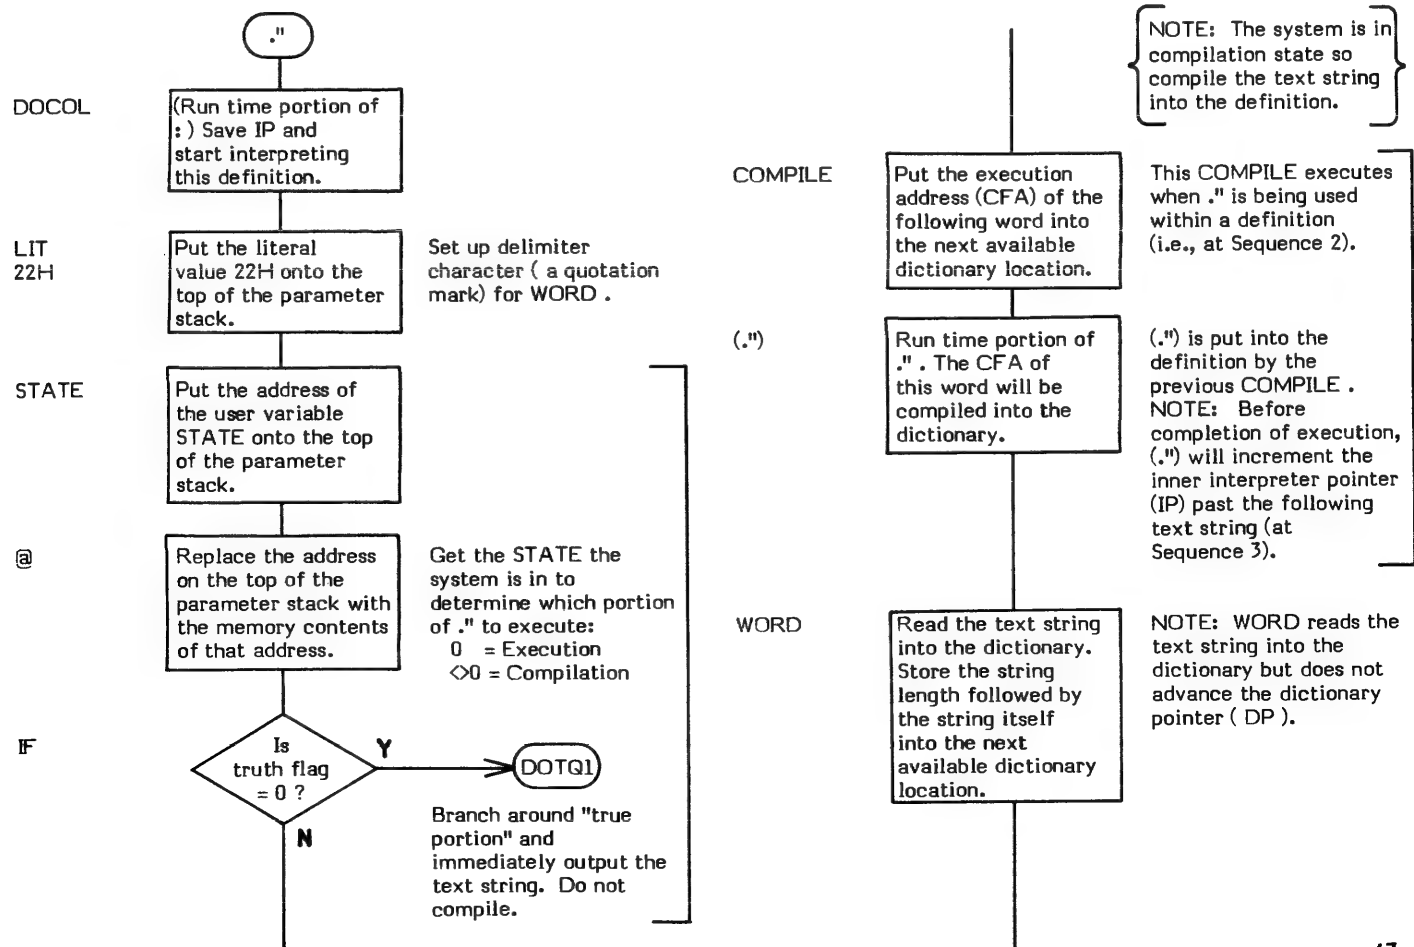 ."
DOCOL
(Run time portion of
: ) Save IP and
start interpreting
this definition.
LIT
22H
Put the literal
value 22H onto the
top of the parameter
stack.
Set up delimiter
character ( a quotation
mark) for WORD .
STATE
Put the address of
the user variable
STATE onto the top
of the parameter
stack.
@
Replace the address
on the top of the
parameter stack with
the memory contents
of that address.
Get the STATE the
system is in to
determine which portion
of ." to execute:
0 = Execution
<>0 = Compilation
IF
Is
truth flag
= 0 ?
Y
DOTQ1
N
Branch around "true
portion" and
immediately output the
text string. Do not
compile.
NOTE: The system is in
compilation state so
compile the text string
into the definition.
COMPILE
Put the execution
address (CFA) of the
following word into
the next available
dictionary location.
This COMPILE executes
when ." is being used
within a definition
(i.e., at Sequence 2).
(.")
Run time portion of
." . The CFA of
this word will be
compiled into the
dictionary.
(.") is put into the
definition by the
previous COMPILE .
NOTE: Before
completion of execution,
(.") will increment the
inner interpreter pointer
(IP) past the following
text string (at
Sequence 3).
WORD
Read the text string
into the dictionary.
Store the string
length followed by
the string itself
into the next
available dictionary
location.
NOTE: WORD reads the
text string into the
dictionary but does not
advance the dictionary
pointer ( DP ).